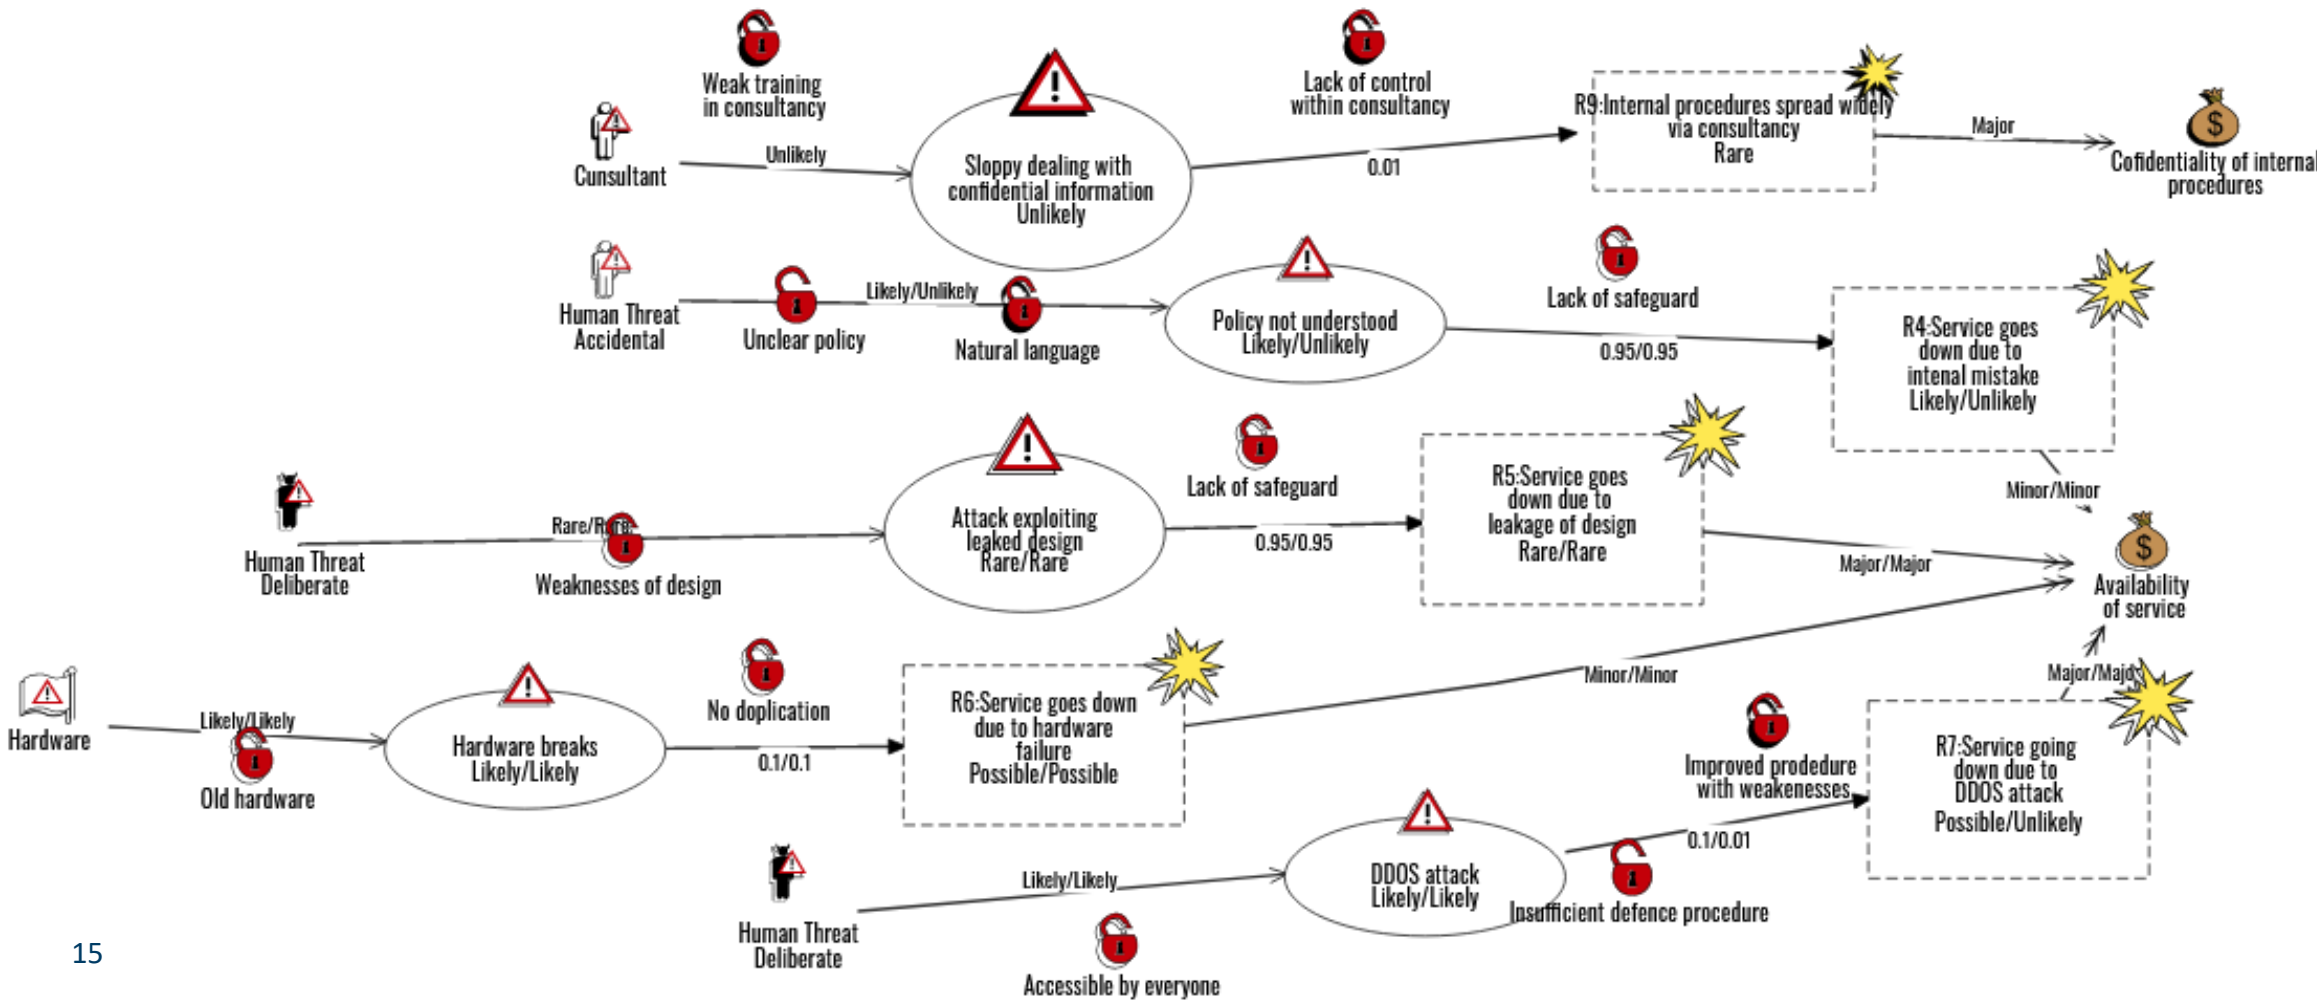 Weak training
in consultancy
Cunsultant
Unlikely
Sloppy dealing with
confidential information
Unlikely
Lack of control
within consultancy
0.01
R9:Internal procedures spread widely
via consultancy
Rare
Major
$
Cofidentiality of internal
procedures
Human Threat
Accidental
Unclear policy
Likely/Unlikely
Natural language
Policy not understood
Likely/Unlikely
Lack of safeguard
0.95/0.95
R4:Service goes
down due to
intenal mistake
Likely/Unlikely
Minor/Minor
Human Threat
Deliberate
Rare/Rare
Weaknesses of design
Attack exploiting
leaked design
Rare/Rare
Lack of safeguard
0.95/0.95
R5:Service goes
down due to
leakage of design
Rare/Rare
Major/Major
$
Availability
of service
Hardware
Likely/Likely
Old hardware
Hardware breaks
Likely/Likely
No doplication
0.1/0.1
R6:Service goes down
due to hardware
failure
Possible/Possible
Minor/Minor
Human Threat
Deliberate
Likely/Likely
Accessible by everyone
DDOS attack
Likely/Likely
Improved prodedure
with weakenesses
0.1/0.01
Insufficient defence procedure
R7:Service going
down due to
DDOS attack
Possible/Unlikely
Major/Major
15